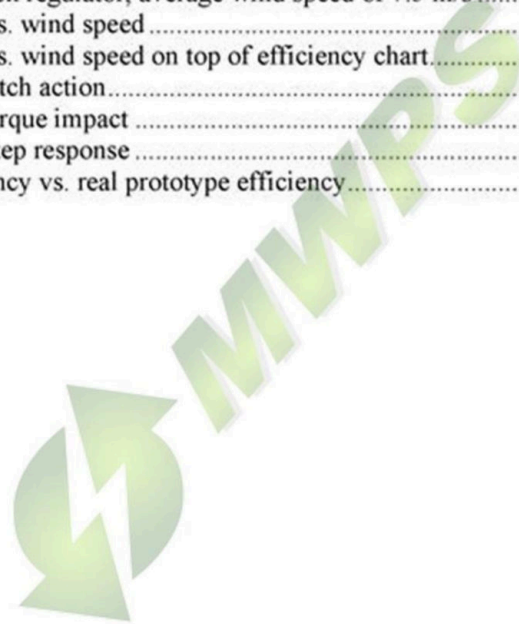 s. wind speed
s. wind speed on top of efficiency chart
tch action
rque impact
ep response
ncy vs. real prototype efficiency
MWPS